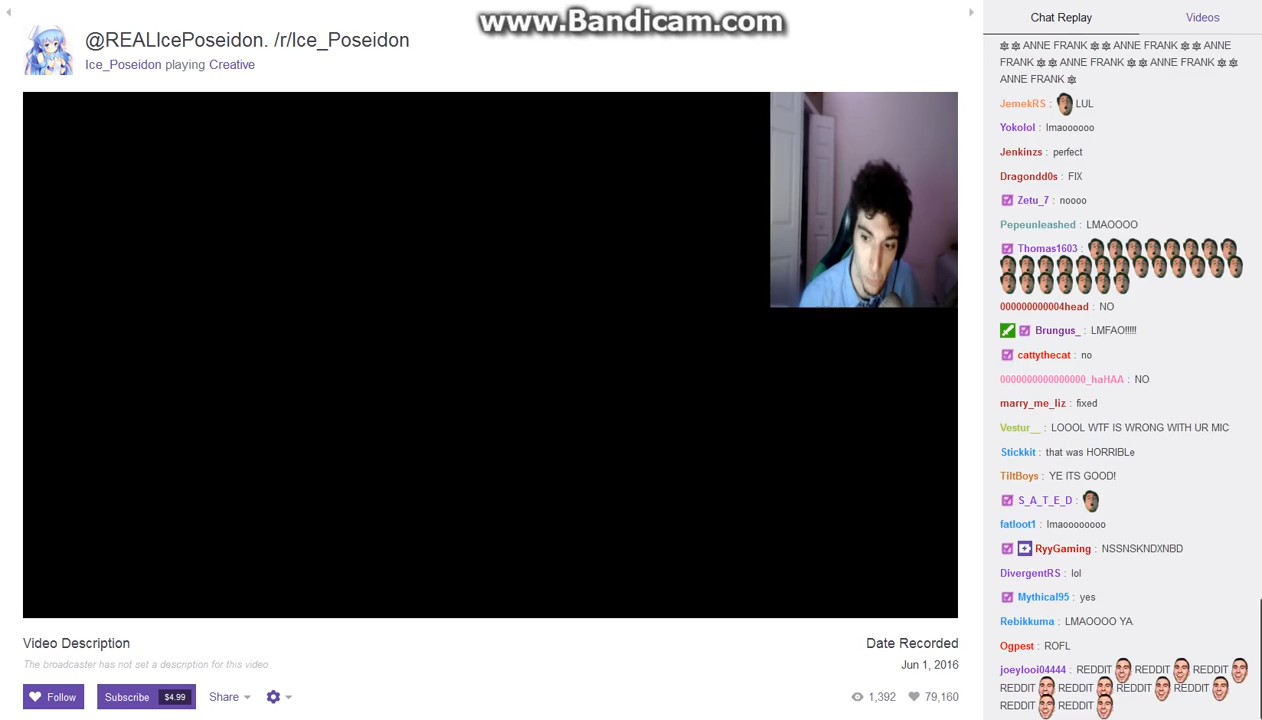 www.Bandicam.com
@REALIcePoseidon. /r/Ice_Poseidon
Ice_Poseidon playing Creative
Video Description
The broadcaster has not set a description for this video
Date Recorded
Jun 1, 2016
Follow
Subscribe $4.99
Share
1,392 79,160
Chat Replay
Videos
✡ ✡ ANNE FRANK ✡ ✡ ANNE FRANK ✡ ✡ ANNE
FRANK ✡ ✡ ANNE FRANK ✡ ✡ ANNE FRANK ✡ ✡
ANNE FRANK ✡
JemekRS : LUL
Yokolol : lmaoooooo
Jenkinzs : perfect
Dragondd0s : FIX
Zetu_7 : noooo
Pepeunleashed : LMAOOOO
Thomas1603 :
000000000004head : NO
Brungus_ : LMFAO!!!!!
cattythecat : no
0000000000000000_haHAA : NO
marry_me_liz : fixed
Vestur__ : LOOOL WTF IS WRONG WITH UR MIC
Stickkit : that was HORRIBLe
TiltBoys : YE ITS GOOD!
S_A_T_E_D :
fatloot1 : lmaoooooooo
RyyGaming : NSSNSKNDXNBD
DivergentRS : lol
Mythical95 : yes
Rebikkuma : LMAOOOO YA
Ogpest : ROFL
joeylooi04444 : REDDIT REDDIT REDDIT
REDDIT REDDIT REDDIT REDDIT
REDDIT REDDIT